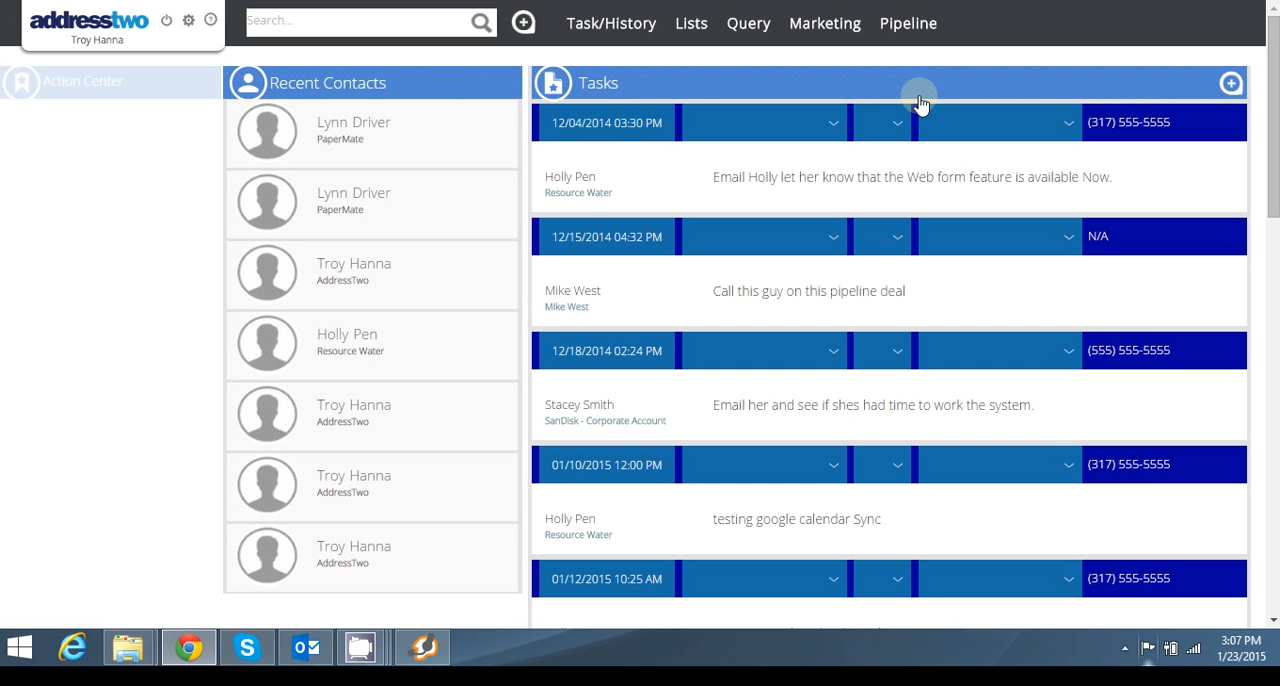 addresstwo
Troy Hanna
Search...
Task/History
Lists
Query
Marketing
Pipeline
Action Center
Recent Contacts
Lynn Driver
PaperMate
Lynn Driver
PaperMate
Troy Hanna
AddressTwo
Holly Pen
Resource Water
Troy Hanna
AddressTwo
Troy Hanna
AddressTwo
Troy Hanna
AddressTwo
Tasks
12/04/2014 03:30 PM
(317) 555-5555
Holly Pen
Resource Water
Email Holly let her know that the Web form feature is available Now.
12/15/2014 04:32 PM
N/A
Mike West
Mike West
Call this guy on this pipeline deal
12/18/2014 02:24 PM
(555) 555-5555
Stacey Smith
SanDisk - Corporate Account
Email her and see if shes had time to work the system.
01/10/2015 12:00 PM
(317) 555-5555
Holly Pen
Resource Water
testing google calendar Sync
01/12/2015 10:25 AM
(317) 555-5555
3:07 PM
1/23/2015